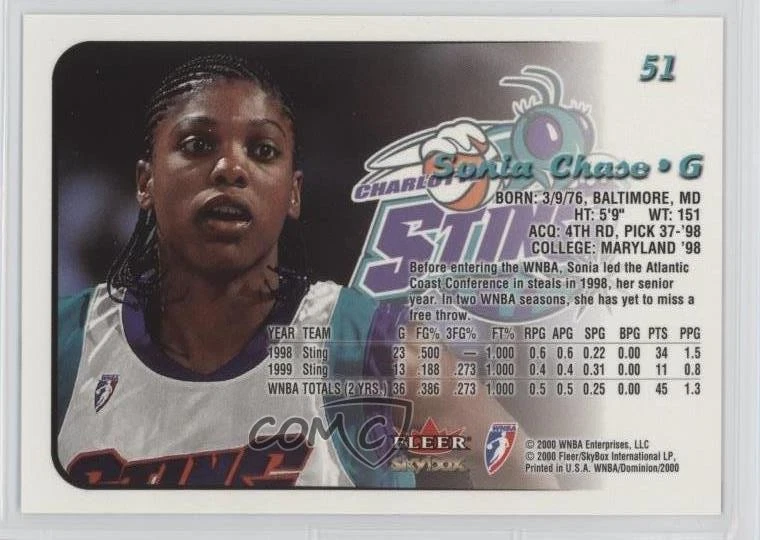 51
Sonia Chase • G
CHARLOTTE
STING
BORN: 3/9/76, BALTIMORE, MD
HT: 5'9" WT: 151
ACQ: 4TH RD, PICK 37-'98
COLLEGE: MARYLAND '98
Before entering the WNBA, Sonia led the Atlantic
Coast Conference in steals in 1998, her senior
year. In two WNBA seasons, she has yet to miss a
free throw.
YEAR TEAM G FG% 3FG% FT% RPG APG SPG BPG PTS PPG
1998 Sting 23 .500 — 1.000 0.6 0.6 0.22 0.00 34 1.5
1999 Sting 13 .188 .273 1.000 0.4 0.4 0.31 0.00 11 0.8
WNBA TOTALS (2 YRS.) 36 .386 .273 1.000 0.5 0.5 0.25 0.00 45 1.3
COMC
STING
FLEER
SKYBOX
WNBA
© 2000 WNBA Enterprises, LLC
© 2000 Fleer/SkyBox International LP,
Printed in U.S.A. WNBA/Dominion/2000